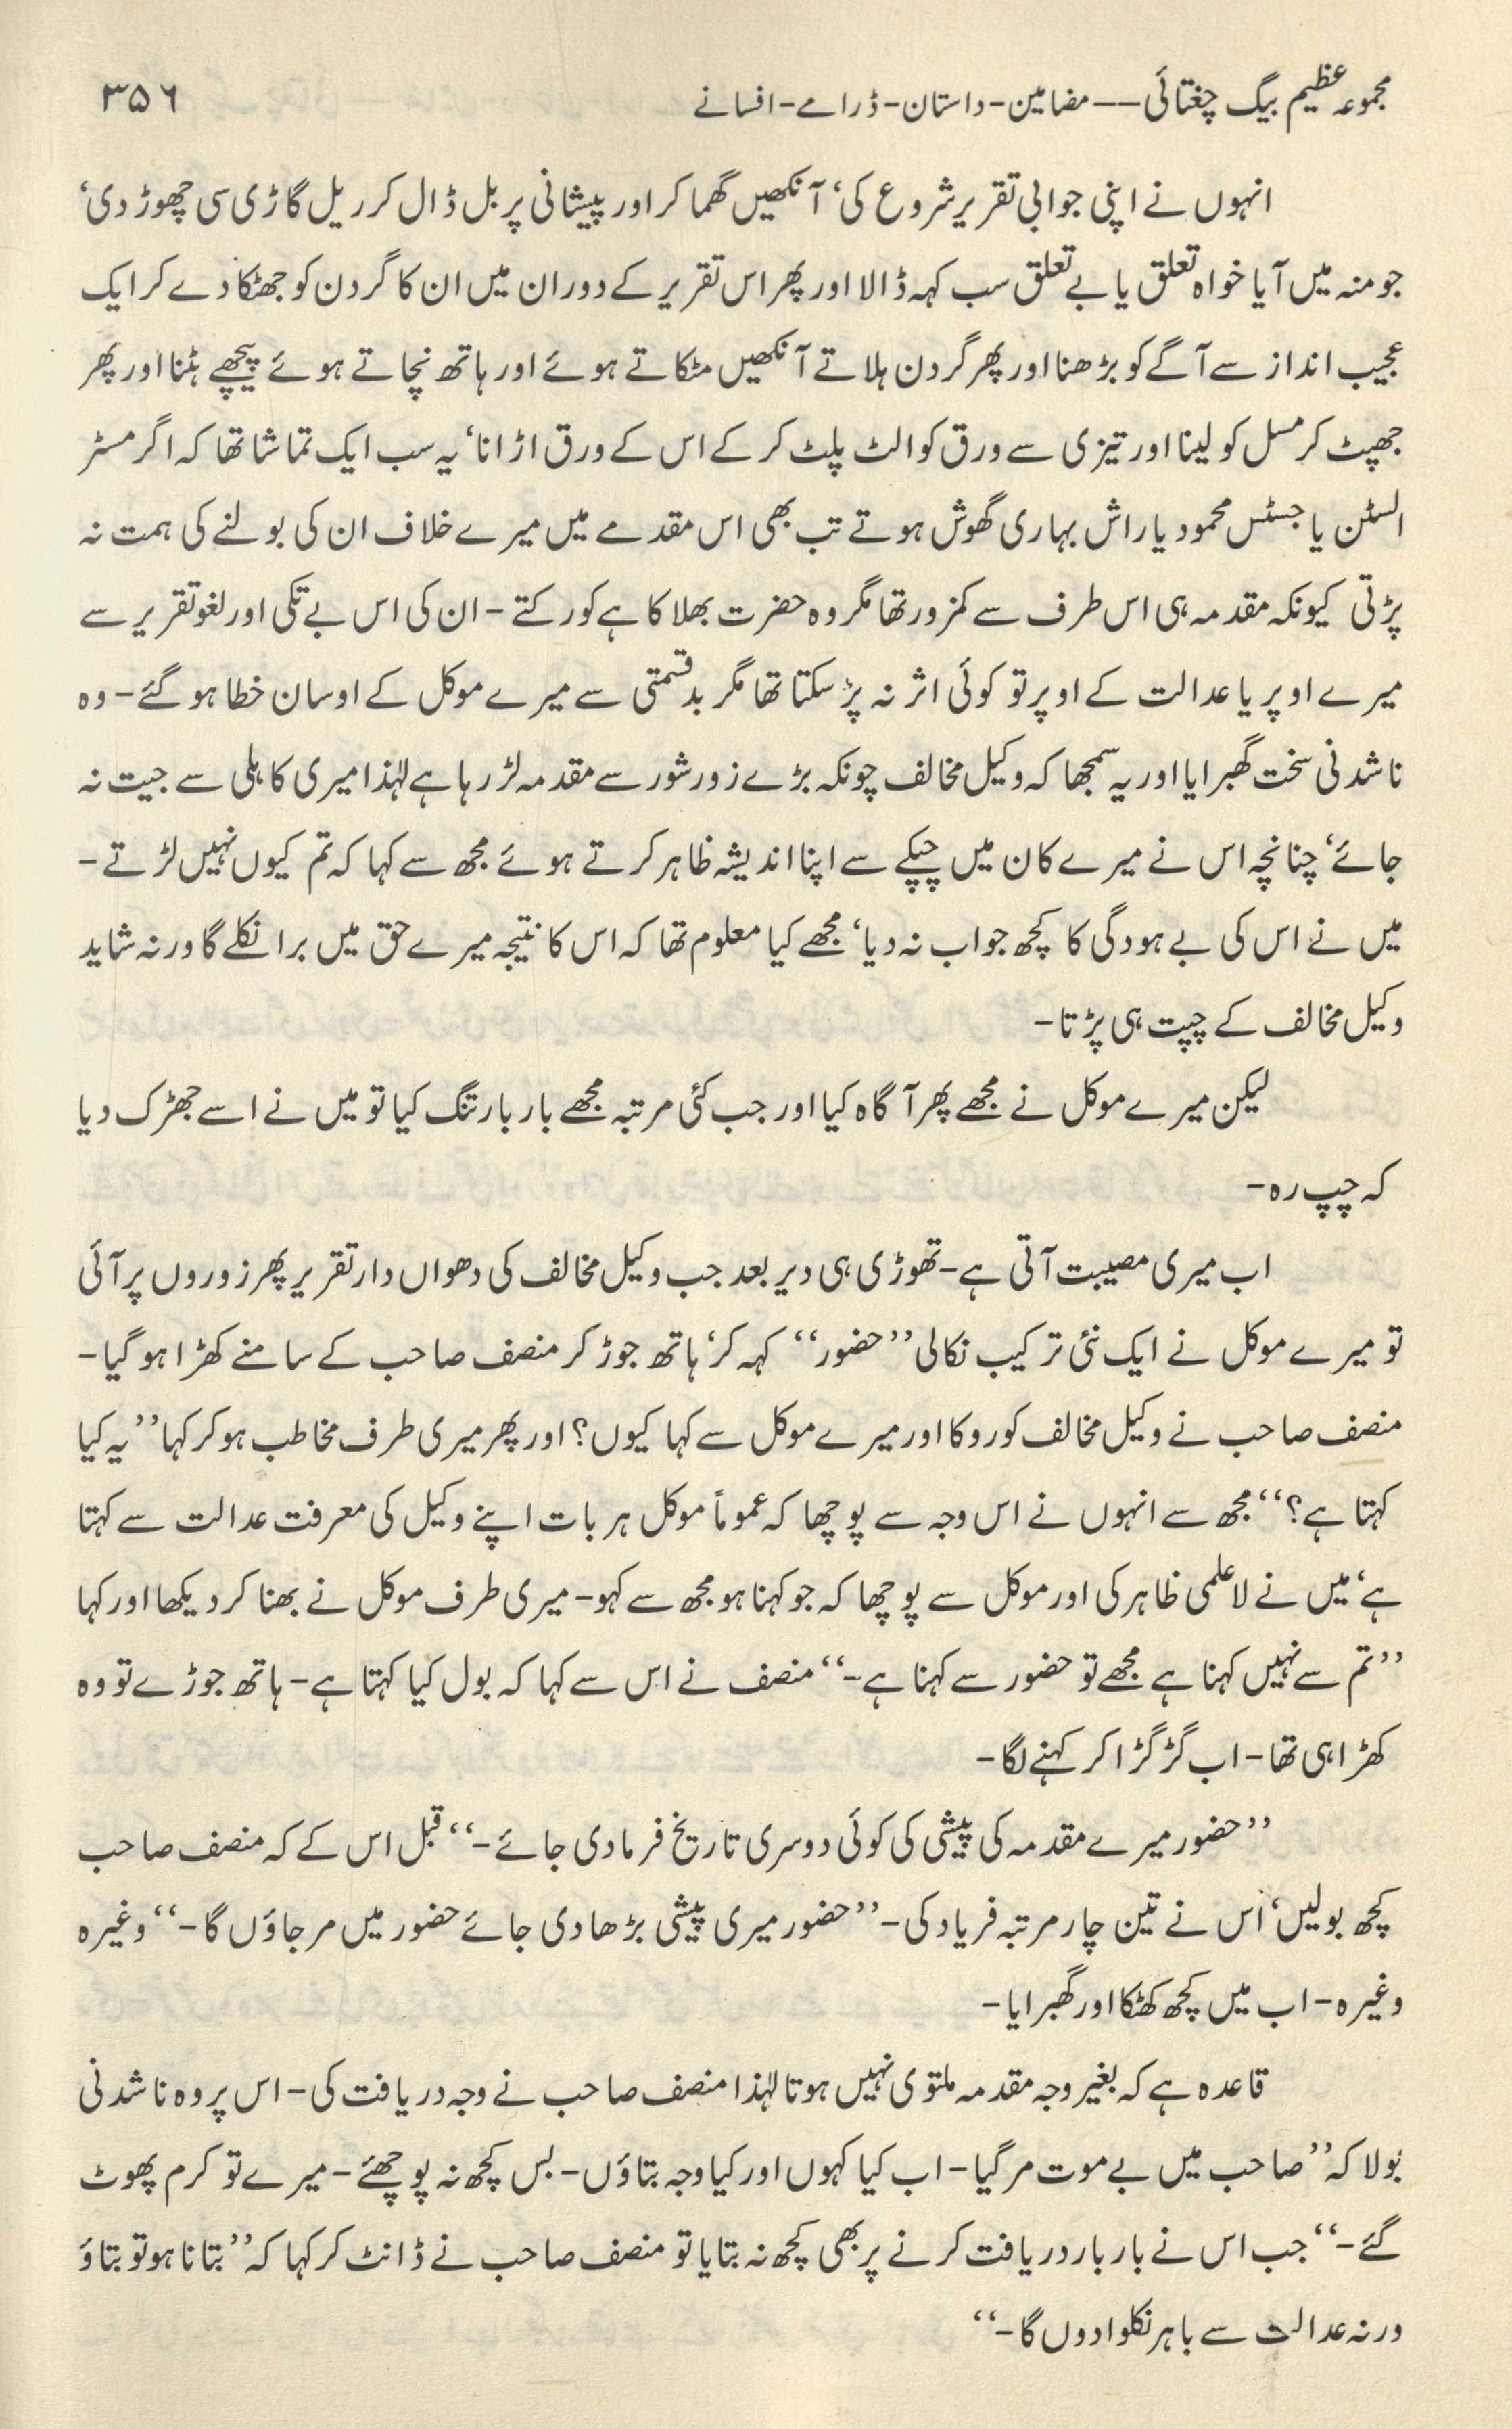 مجموعہ عظیم بیگ چغتائی —— مضامین - داستان - ڈرامے - افسانے ۳۵۶
انہوں نے اپنی جوابی تقریر شروع کی‘ آنکھیں گھما کر اور پیشانی پر بل ڈال کر ریل گاڑی سی چھوڑ دی‘
جو منہ میں آیا خواہ تعلق یا بے تعلق سب کہہ ڈالا اور پھر اس تقریر کے دوران میں ان کا گردن کو جھٹکا دے کر ایک
عجیب انداز سے آگے کو بڑھنا اور پھر گردن ہلاتے آنکھیں مٹکاتے ہوئے اور ہاتھ نچاتے ہوئے پیچھے ہٹنا اور پھر
جھپٹ کر مسل کو لینا اور تیزی سے ورق کو الٹ پلٹ کر کے اس کے ورق اڑانا‘ یہ سب ایک تماشا تھا کہ اگر مسٹر
السٹن یا جسٹس محمود یا راش بہاری گھوش ہوتے تب بھی اس مقدمے میں میرے خلاف ان کی بولنے کی ہمت نہ
پڑتی کیونکہ مقدمہ ہی اس طرف سے کمزور تھا مگر وہ حضرت بھلا کاہے کو رکتے - ان کی اس بے تکی اور لغو تقریر سے
میرے اوپر یا عدالت کے اوپر تو کوئی اثر نہ پڑ سکتا تھا مگر بدقسمتی سے میرے موکل کے اوسان خطا ہو گئے - وہ
ناشدنی سخت گھبرایا اور یہ سمجھا کہ وکیل مخالف چونکہ بڑے زور شور سے مقدمہ لڑ رہا ہے لہٰذا میری کاہلی سے جیت نہ
جائے‘ چنانچہ اس نے میرے کان میں چپکے سے اپنا اندیشہ ظاہر کرتے ہوئے مجھ سے کہا کہ تم کیوں نہیں لڑتے -
میں نے اس کی بے ہودگی کا کچھ جواب نہ دیا‘ مجھے کیا معلوم تھا کہ اس کا نتیجہ میرے حق میں برا نکلے گا ورنہ شاید
وکیل مخالف کے چپت ہی پڑتا -
لیکن میرے موکل نے مجھے پھر آگاہ کیا اور جب کئی مرتبہ مجھے بار بار تنگ کیا تو میں نے اسے جھڑک دیا
کہ چپ رہ -
اب میری مصیبت آتی ہے - تھوڑی ہی دیر بعد جب وکیل مخالف کی دھواں دار تقریر پھر زوروں پر آئی
تو میرے موکل نے ایک نئی ترکیب نکالی ’’حضور‘‘ کہہ کر‘ ہاتھ جوڑ کر منصف صاحب کے سامنے کھڑا ہو گیا -
منصف صاحب نے وکیل مخالف کو روکا اور میرے موکل سے کہا کیوں؟ اور پھر میری طرف مخاطب ہو کر کہا ’’یہ کیا
کہتا ہے؟‘‘ مجھ سے انہوں نے اس وجہ سے پوچھا کہ عموماً موکل ہر بات اپنے وکیل کی معرفت عدالت سے کہتا
ہے‘ میں نے لاعلمی ظاہر کی اور موکل سے پوچھا کہ جو کہنا ہو مجھ سے کہو - میری طرف موکل نے بھنا کر دیکھا اور کہا
’’تم سے نہیں کہنا ہے مجھے تو حضور سے کہنا ہے -‘‘ منصف نے اس سے کہا کہ بول کیا کہتا ہے - ہاتھ جوڑے تو وہ
کھڑا ہی تھا - اب گڑگڑا کر کہنے لگا -
’’حضور میرے مقدمہ کی پیشی کی کوئی دوسری تاریخ فرما دی جائے -‘‘ قبل اس کے کہ منصف صاحب
کچھ بولیں‘ اس نے تین چار مرتبہ فریاد کی - ’’حضور میری پیشی بڑھا دی جائے حضور میں مر جاؤں گا -‘‘ وغیرہ
وغیرہ - اب میں کچھ کھٹکا اور گھبرایا -
قاعدہ ہے کہ بغیر وجہ مقدمہ ملتوی نہیں ہوتا لہٰذا منصف صاحب نے وجہ دریافت کی - اس پر وہ ناشدنی
بولا کہ ’’صاحب میں بے موت مر گیا - اب کیا کہوں اور کیا وجہ بتاؤں - بس کچھ نہ پوچھئے - میرے تو کرم پھوٹ
گئے -‘‘ جب اس نے بار بار دریافت کرنے پر بھی کچھ نہ بتایا تو منصف صاحب نے ڈانٹ کر کہا کہ ’’بتانا ہو تو بتاؤ
ورنہ عدالت سے باہر نکلوا دوں گا -‘‘